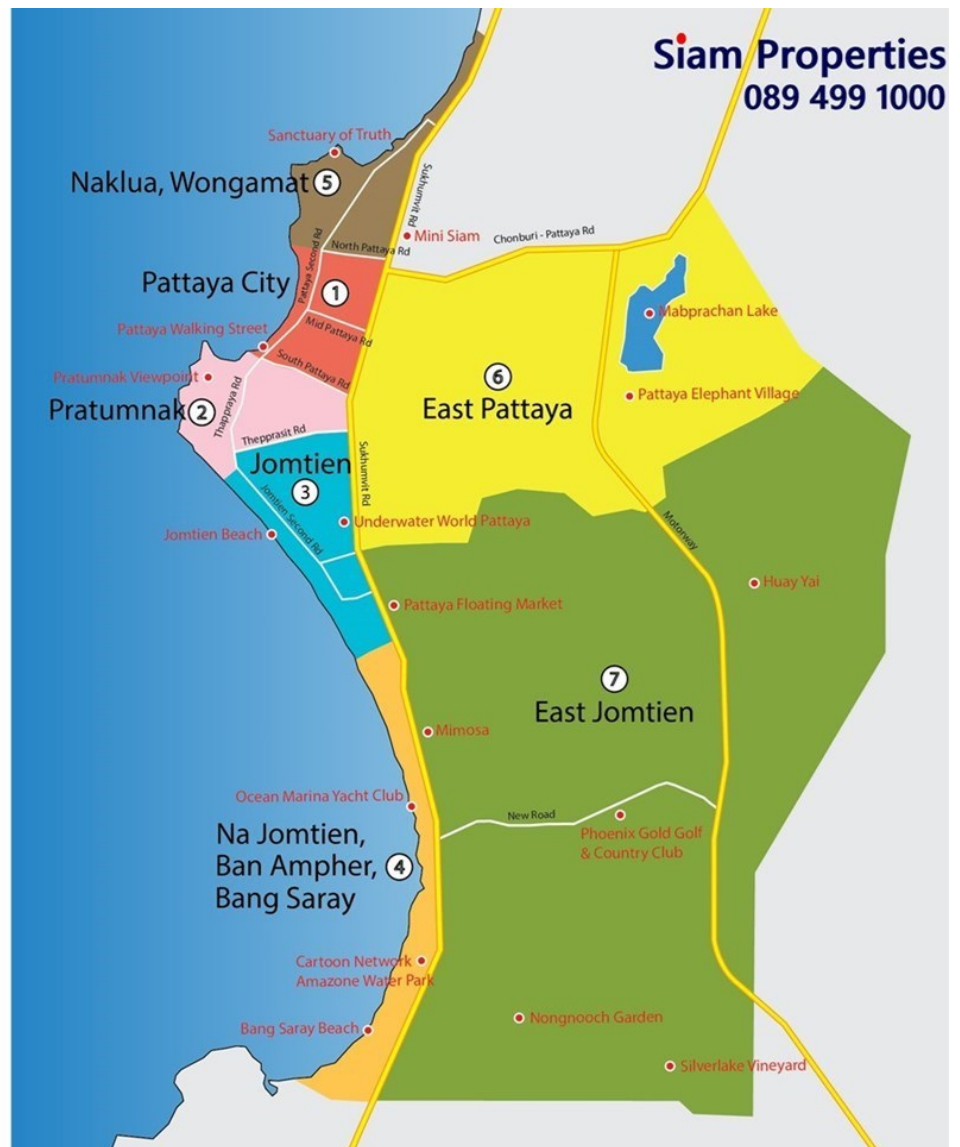 Siam Properties
089 499 1000
Sanctuary of Truth
Naklua, Wongamat 5
Sukhumvit Rd
Mini Siam
Chonburi - Pattaya Rd
North Pattaya Rd
Pattaya Second Rd
Pattaya City
1
Mabprachan Lake
Mid Pattaya Rd
Pattaya Walking Street
South Pattaya Rd
Pratumnak Viewpoint
6
East Pattaya
Pattaya Elephant Village
Pratumnak 2
Thappraya Rd
Thepprasit Rd
Jomtien
3
Sukhumvit Rd
Jomtien Second Rd
Underwater World Pattaya
Jomtien Beach
Motorway
Huay Yai
Pattaya Floating Market
7
East Jomtien
Mimosa
Ocean Marina Yacht Club
New Road
Phoenix Gold Golf
& Country Club
Na Jomtien,
Ban Ampher, 4
Bang Saray
Cartoon Network
Amazone Water Park
Nongnooch Garden
Bang Saray Beach
Silverlake Vineyard